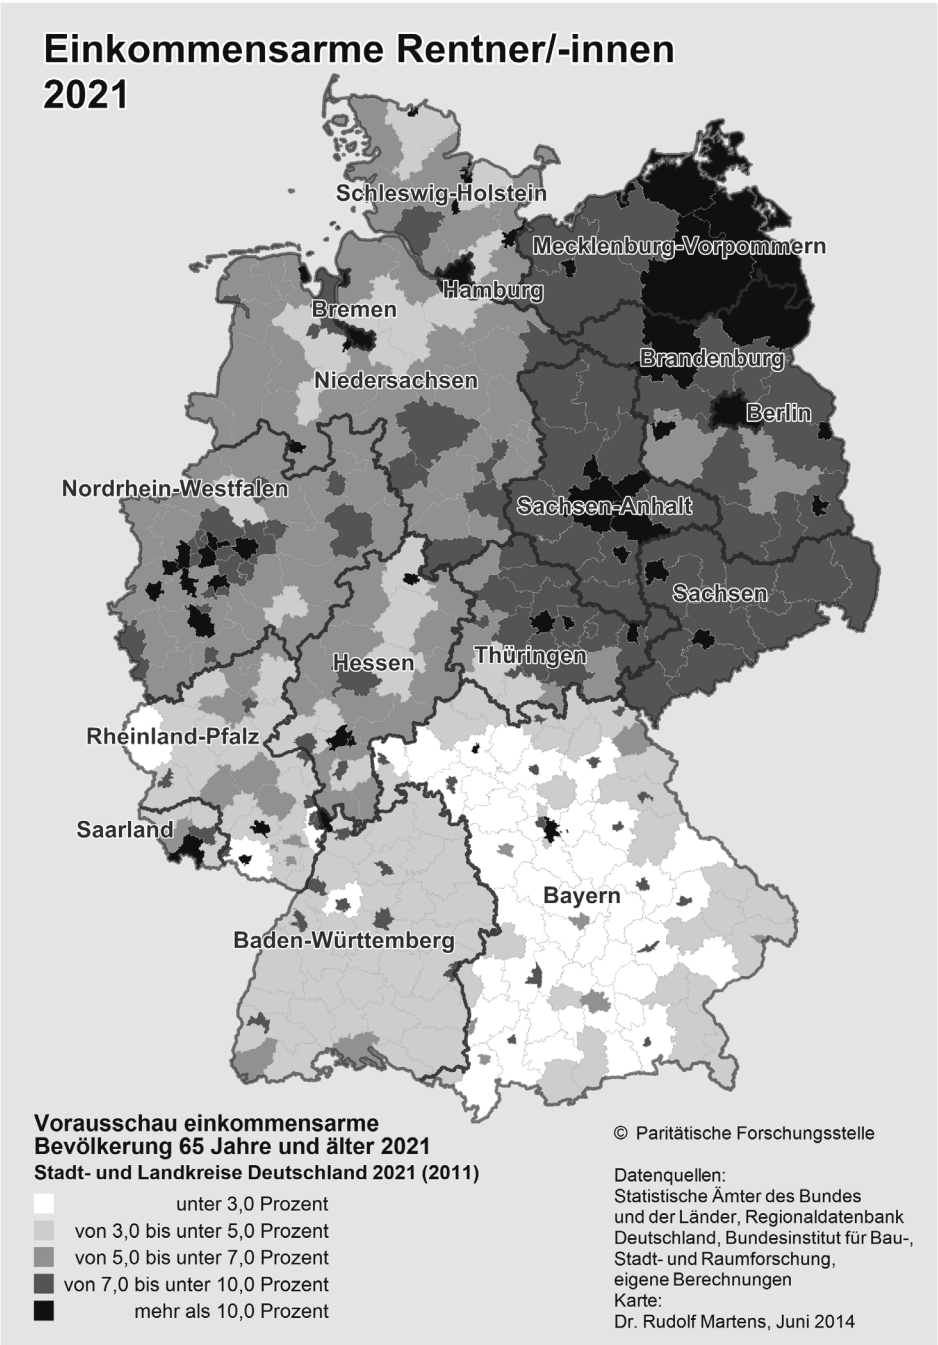 Einkommensarme Rentner/-innen
2021
Schleswig-Holstein
Mecklenburg-Vorpommern
Hamburg
Bremen
Brandenburg
Niedersachsen
Berlin
Nordrhein-Westfalen
Sachsen-Anhalt
Sachsen
Thüringen
Hessen
Rheinland-Pfalz
Saarland
Bayern
Baden-Württemberg
Vorausschau einkommensarme
Bevölkerung 65 Jahre und älter 2021
Stadt- und Landkreise Deutschland 2021 (2011)
unter 3,0 Prozent
von 3,0 bis unter 5,0 Prozent
von 5,0 bis unter 7,0 Prozent
von 7,0 bis unter 10,0 Prozent
mehr als 10,0 Prozent
© Paritätische Forschungsstelle
Datenquellen:
Statistische Ämter des Bundes
und der Länder, Regionaldatenbank
Deutschland, Bundesinstitut für Bau-,
Stadt- und Raumforschung,
eigene Berechnungen
Karte:
Dr. Rudolf Martens, Juni 2014